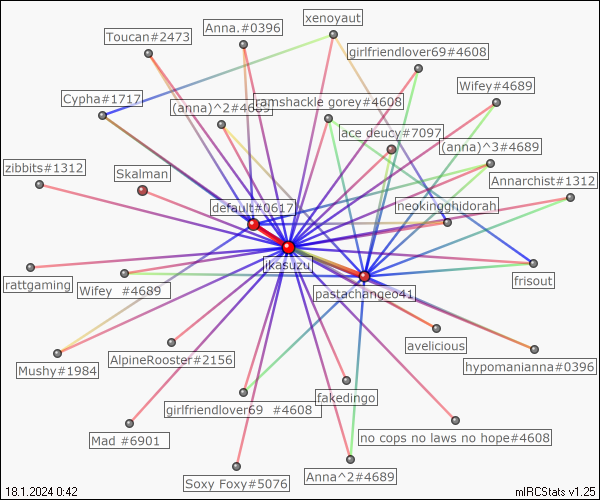 xenoyaut
Anna.#0396
Toucan#2473
girlfriendlover69#4608
Wifey#4689
Cypha#1717
(anna)^2#4689
ramshackle gorey#4608
ace deucy#7097
(anna)^3#4689
zibbits#1312
Skalman
Annarchist#1312
default#0617
neokingghidorah
ikasuzu
rattgaming
Wifey #4689
pastachangeo41
frisout
avelicious
Mushy#1984
AlpineRooster#2156
hypomanianna#0396
fakedingo
girlfriendlover69 #4608
Mad #6901
no cops no laws no hope#4608
Soxy Foxy#5076
Anna^2#4689
18.1.2024 0:42
mIRCStats v1.25